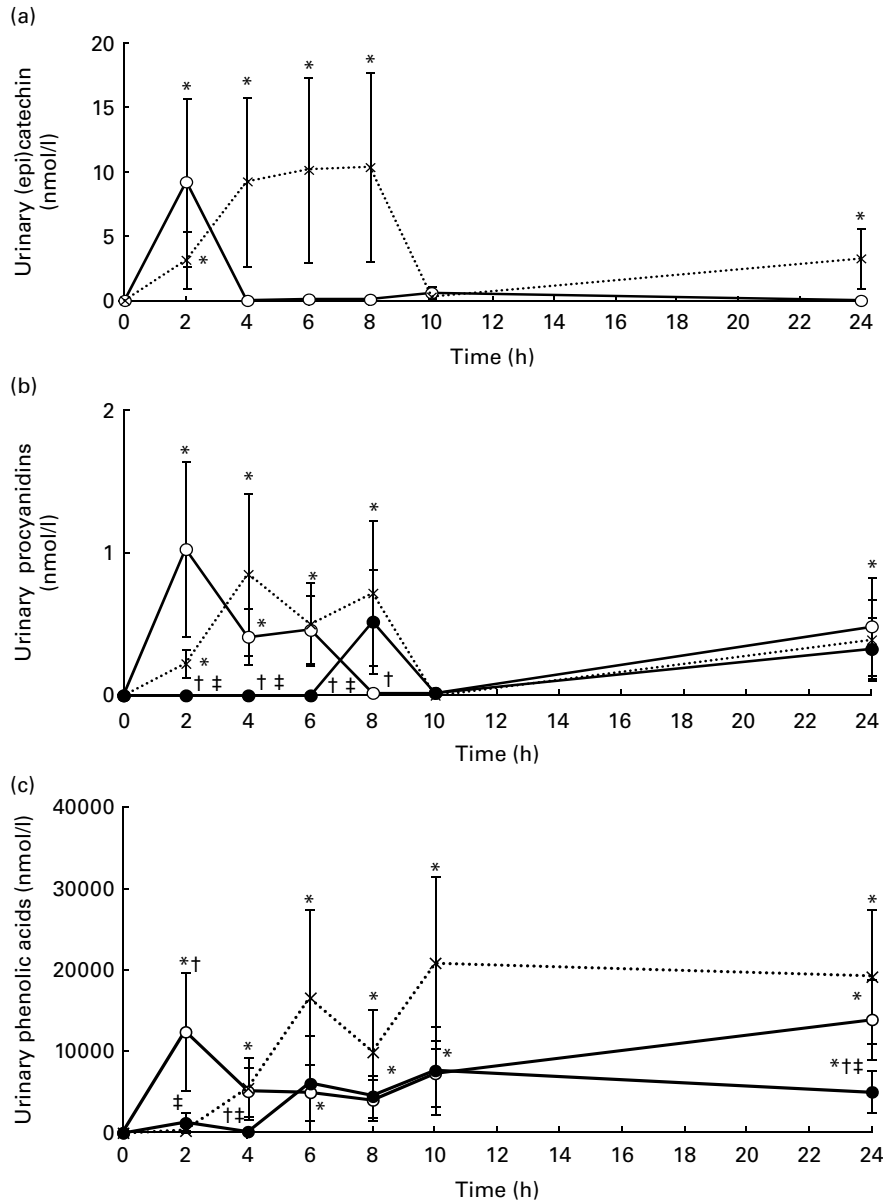 (a)
Urinary (epi)catechin
(nmol/l)
20
15
10
5
0
* * * * * * *
0 2 4 6 8 10 12 14 16 18 20 22 24
Time (h)
(b)
Urinary procyanidins
(nmol/l)
2
1
0
* * * * * * *
† ‡ † ‡ † ‡ †
0 2 4 6 8 10 12 14 16 18 20 22 24
Time (h)
(c)
Urinary phenolic acids (nmol/l)
40000
30000
20000
10000
0
*† * * * * *
‡ †‡ * * * * *†‡
0 2 4 6 8 10 12 14 16 18 20 22 24
Time (h)